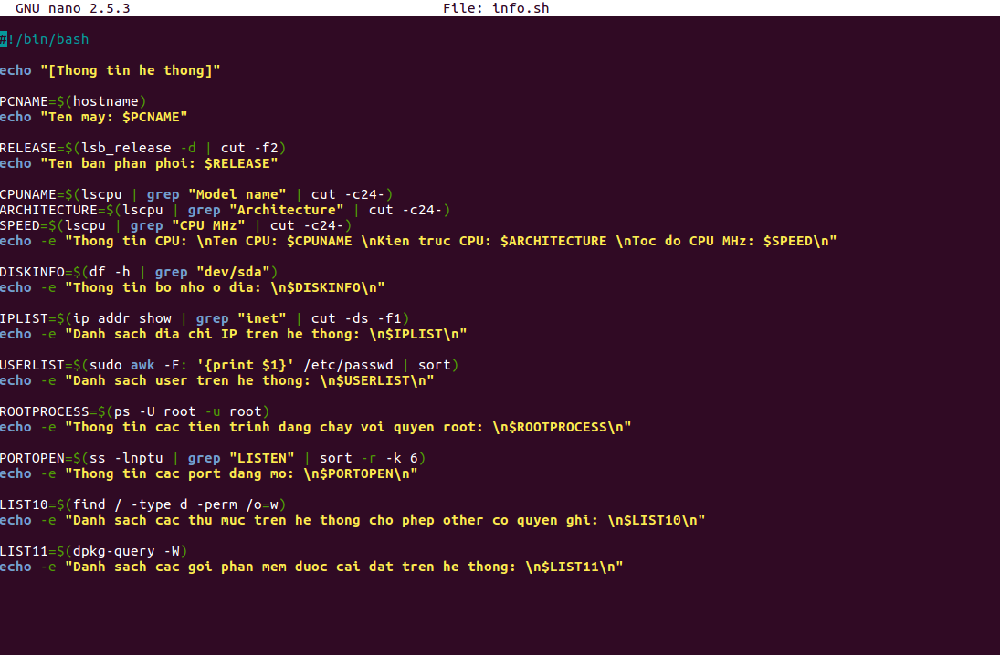 GNU nano 2.5.3 File: info.sh
#!/bin/bash
echo "[Thong tin he thong]"
PCNAME=$(hostname)
echo "Ten may: $PCNAME"
RELEASE=$(lsb_release -d | cut -f2)
echo "Ten ban phan phoi: $RELEASE"
CPUNAME=$(lscpu | grep "Model name" | cut -c24-)
ARCHITECTURE=$(lscpu | grep "Architecture" | cut -c24-)
SPEED=$(lscpu | grep "CPU MHz" | cut -c24-)
echo -e "Thong tin CPU: \nTen CPU: $CPUNAME \nKien truc CPU: $ARCHITECTURE \nToc do CPU MHz: $SPEED\n"
DISKINFO=$(df -h | grep "dev/sda")
echo -e "Thong tin bo nho o dia: \n$DISKINFO\n"
IPLIST=$(ip addr show | grep "inet" | cut -ds -f1)
echo -e "Danh sach dia chi IP tren he thong: \n$IPLIST\n"
USERLIST=$(sudo awk -F: '{print $1}' /etc/passwd | sort)
echo -e "Danh sach user tren he thong: \n$USERLIST\n"
ROOTPROCESS=$(ps -U root -u root)
echo -e "Thong tin cac tien trinh dang chay voi quyen root: \n$ROOTPROCESS\n"
PORTOPEN=$(ss -lnptu | grep "LISTEN" | sort -r -k 6)
echo -e "Thong tin cac port dang mo: \n$PORTOPEN\n"
LIST10=$(find / -type d -perm /o=w)
echo -e "Danh sach cac thu muc tren he thong cho phep other co quyen ghi: \n$LIST10\n"
LIST11=$(dpkg-query -W)
echo -e "Danh sach cac goi phan mem duoc cai dat tren he thong: \n$LIST11\n"